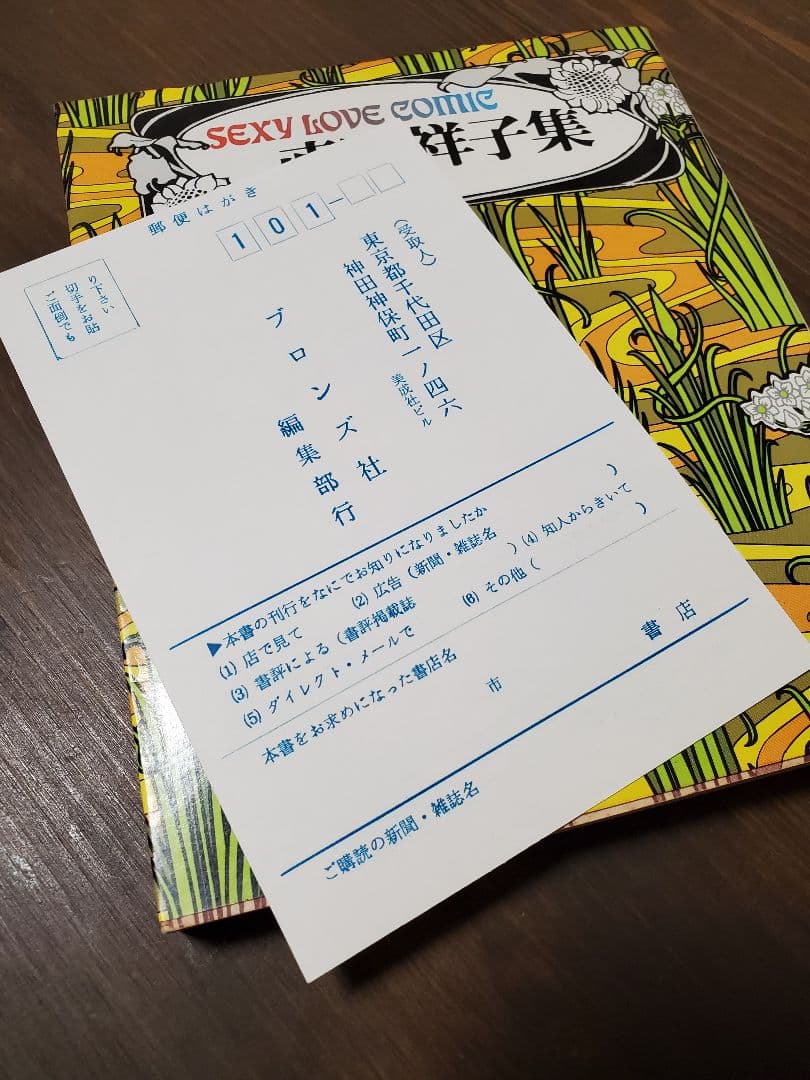 SEXY LOVE COMIC
祥子集
郵便はがき
101-
ご面倒でも
切手をお貼
り下さい
(受取人)
東京都千代田区
神田神保町一ノ四六
美成社ビル
ブロンズ社
編集部行
▶本書の刊行をなにでお知りになりましたか
(1) 店で見て (2) 広告(新聞・雑誌名 )
(3) 書評による(書評掲載誌 ) (4) 知人からきいて
(5) ダイレクト・メールで (6) その他( )
本書をお求めになった書店名
市 書店
ご購読の新聞・雑誌名